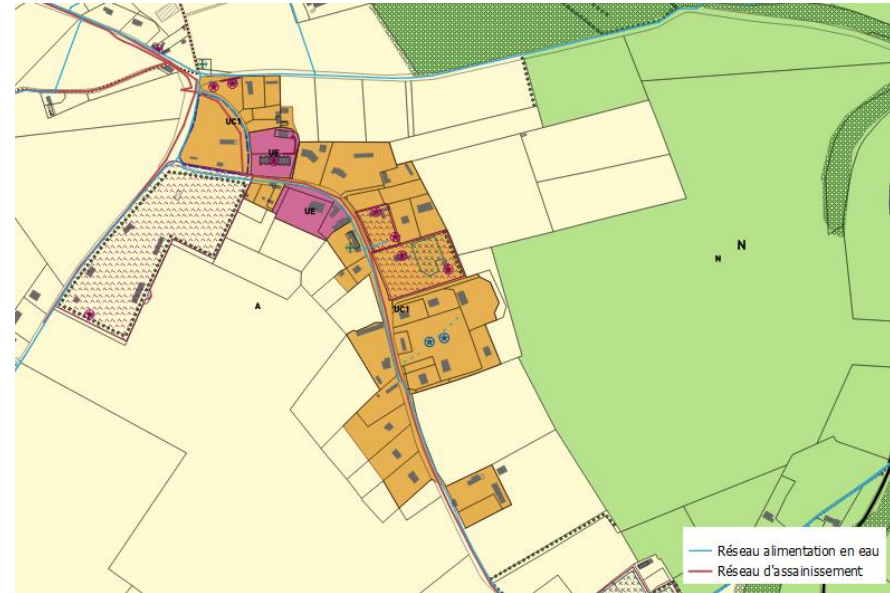 UC1
UE
UE
N
N
A
UC1
Réseau alimentation en eau
Réseau d'assainissement